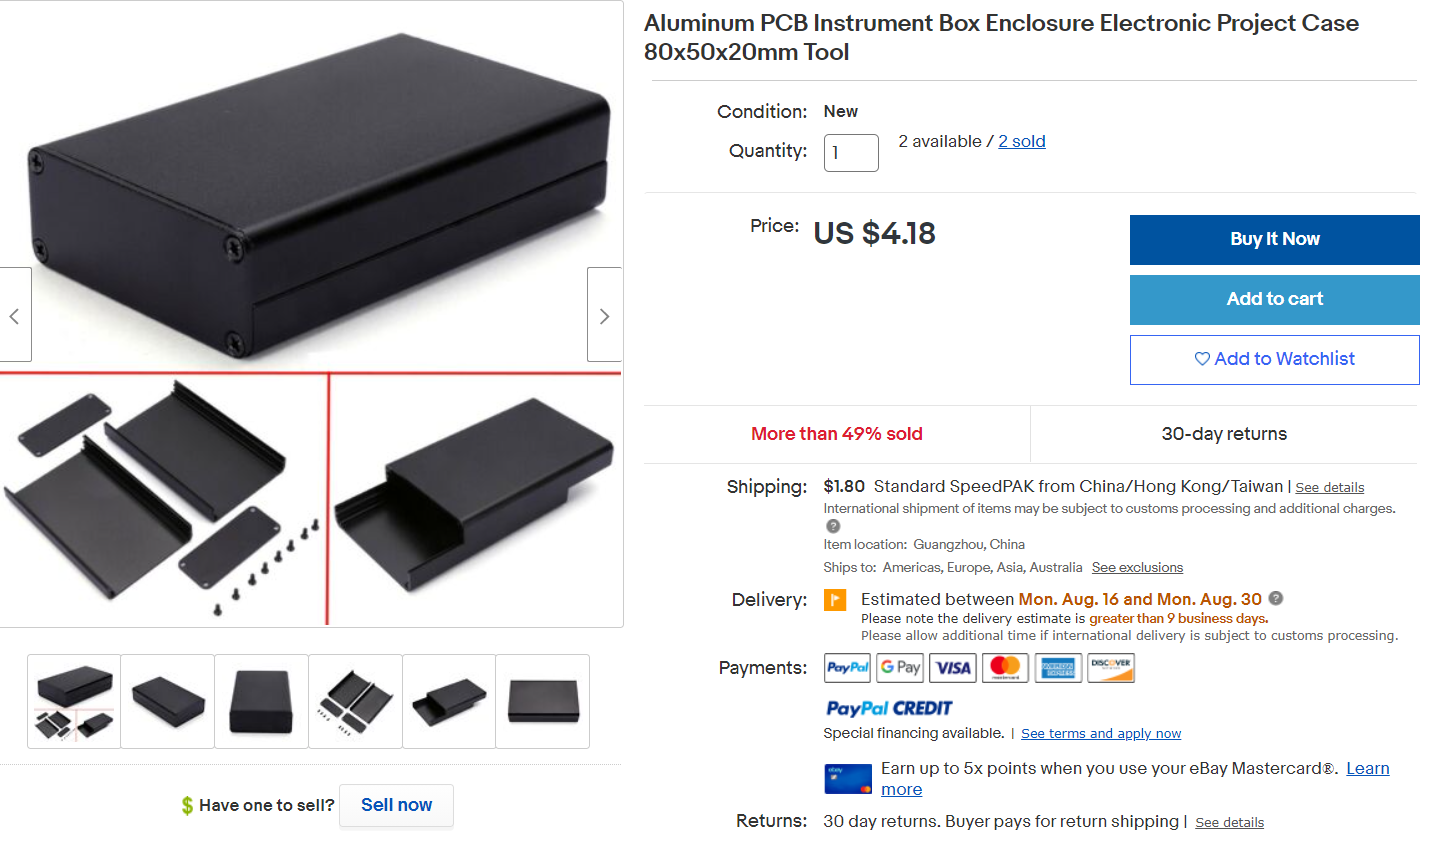 Aluminum PCB Instrument Box Enclosure Electronic Project Case
80x50x20mm Tool
Condition: New
Quantity: 1 2 available / 2 sold
Price: US $4.18
Buy It Now
Add to cart
Add to Watchlist
More than 49% sold 30-day returns
Shipping: $1.80 Standard SpeedPAK from China/Hong Kong/Taiwan | See details
International shipment of items may be subject to customs processing and additional charges.
?
Item location: Guangzhou, China
Ships to: Americas, Europe, Asia, Australia See exclusions
Delivery: Estimated between Mon. Aug. 16 and Mon. Aug. 30 ?
Please note the delivery estimate is greater than 9 business days.
Please allow additional time if international delivery is subject to customs processing.
Payments: PayPal G Pay VISA mastercard AMERICAN EXPRESS DISCOVER
PayPal CREDIT
Special financing available. | See terms and apply now
ebay Earn up to 5x points when you use your eBay Mastercard®. Learn
more
Returns: 30 day returns. Buyer pays for return shipping | See details
$ Have one to sell? Sell now